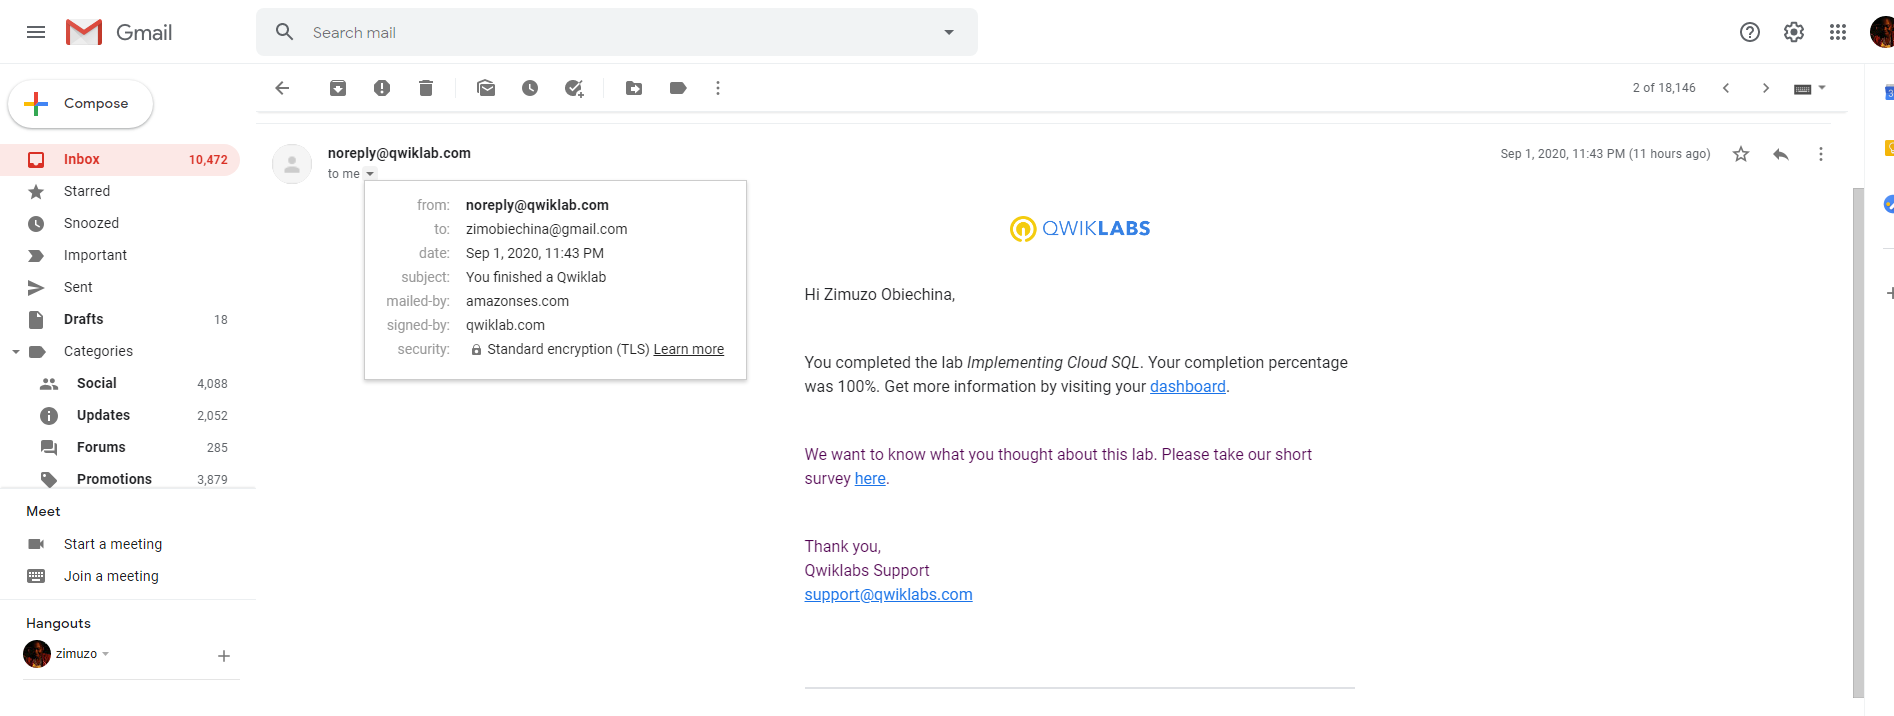 Gmail
Search mail
Compose
2 of 18,146
Inbox 10,472
Starred
Snoozed
Important
Sent
Drafts 18
Categories
Social 4,088
Updates 2,052
Forums 285
Promotions 3,879
Meet
Start a meeting
Join a meeting
Hangouts
zimuzo
noreply@qwiklab.com
to me
Sep 1, 2020, 11:43 PM (11 hours ago)
from: noreply@qwiklab.com
to: zimobiechina@gmail.com
date: Sep 1, 2020, 11:43 PM
subject: You finished a Qwiklab
mailed-by: amazonses.com
signed-by: qwiklab.com
security: Standard encryption (TLS) Learn more
QWIKLABS
Hi Zimuzo Obiechina,
You completed the lab Implementing Cloud SQL. Your completion percentage
was 100%. Get more information by visiting your dashboard.
We want to know what you thought about this lab. Please take our short
survey here.
Thank you,
Qwiklabs Support
support@qwiklabs.com